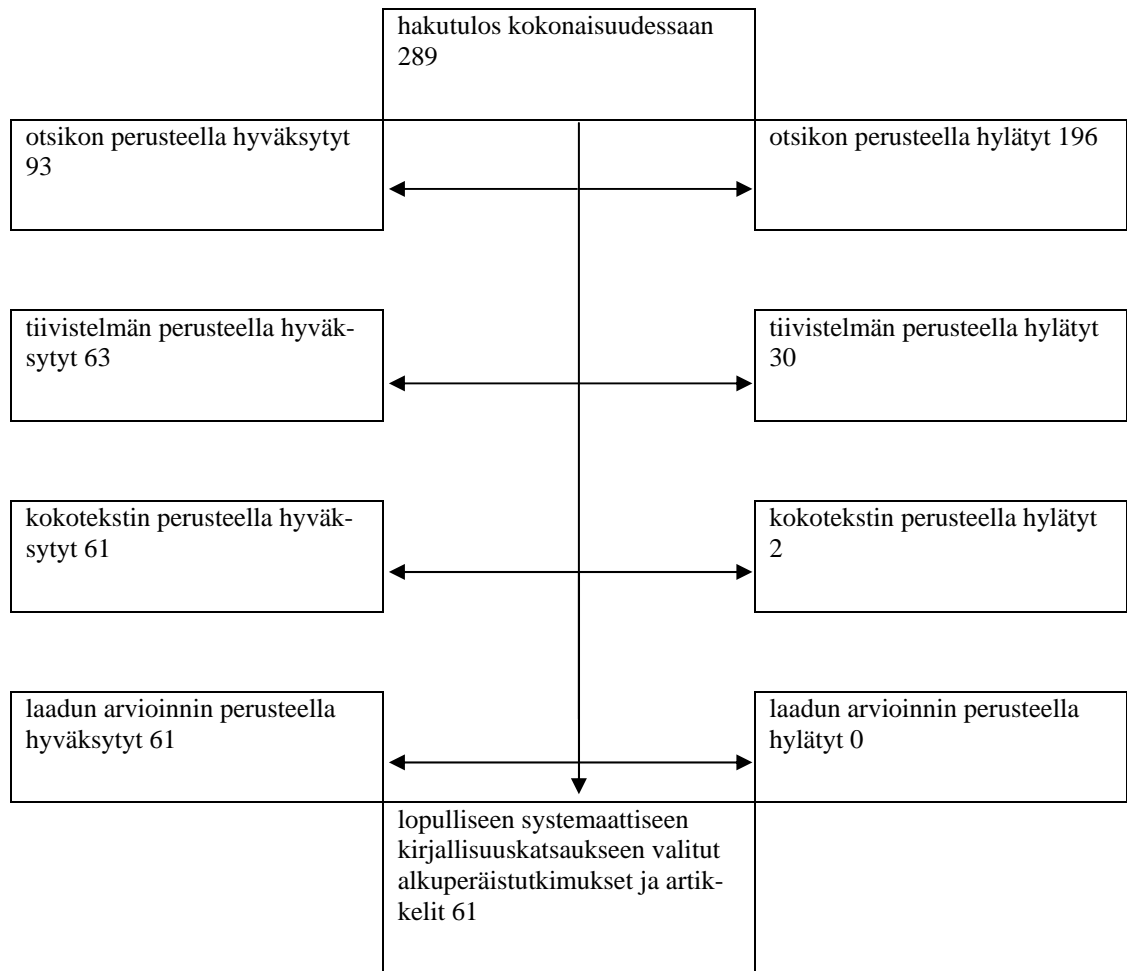 hakutulos kokonaisuudessaan
289
otsikon perusteella hyväksytyt
93
otsikon perusteella hylätyt 196
tiivistelmän perusteella hyväk-
sytyt 63
tiivistelmän perusteella hylätyt
30
kokotekstin perusteella hyväk-
sytyt 61
kokotekstin perusteella hylätyt
2
laadun arvioinnin perusteella
hyväksytyt 61
laadun arvioinnin perusteella
hylätyt 0
lopulliseen systemaattiseen
kirjallisuuskatsaukseen valitut
alkuperäistutkimukset ja artik-
kelit 61